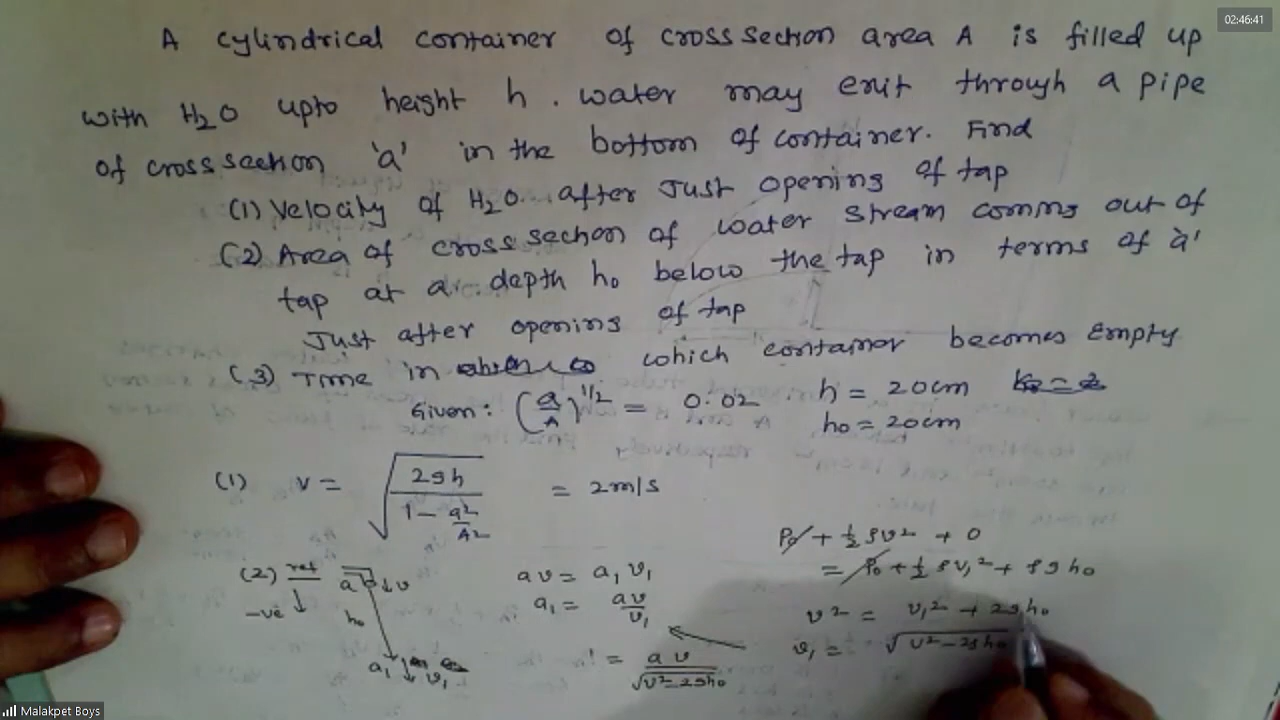 02:46:41
A cylindrical container of cross section area A is filled up
with H₂O upto height h. water may exit through a pipe
of cross section 'a' in the bottom of container. Find
(1) Velocity of H₂O after Just opening of tap
(2) Area of cross section of water stream comins out of
tap at a depth h₀ below the tap in terms of 'a'
Just after opening of tap
(3) Time in which container becomes Empty
Given: (a/A)^1/2 = 0.02 h = 20cm
h₀ = 20cm
(1) v = √(2gh / (1 - a²/A²)) = 2m/s
P₀ + ½ρv² + 0
= P₀ + ½ρv₁² + ρgh₀
(2) ref a ↓v
-ve ↓ h₀
a₁ ↓ v₁
av = a₁v₁
a₁ = av/v₁
= av/√(v²-2gh₀)
v² = v₁² + 2gh₀
v₁ = √(v²-2gh₀)
Malakpet Boys